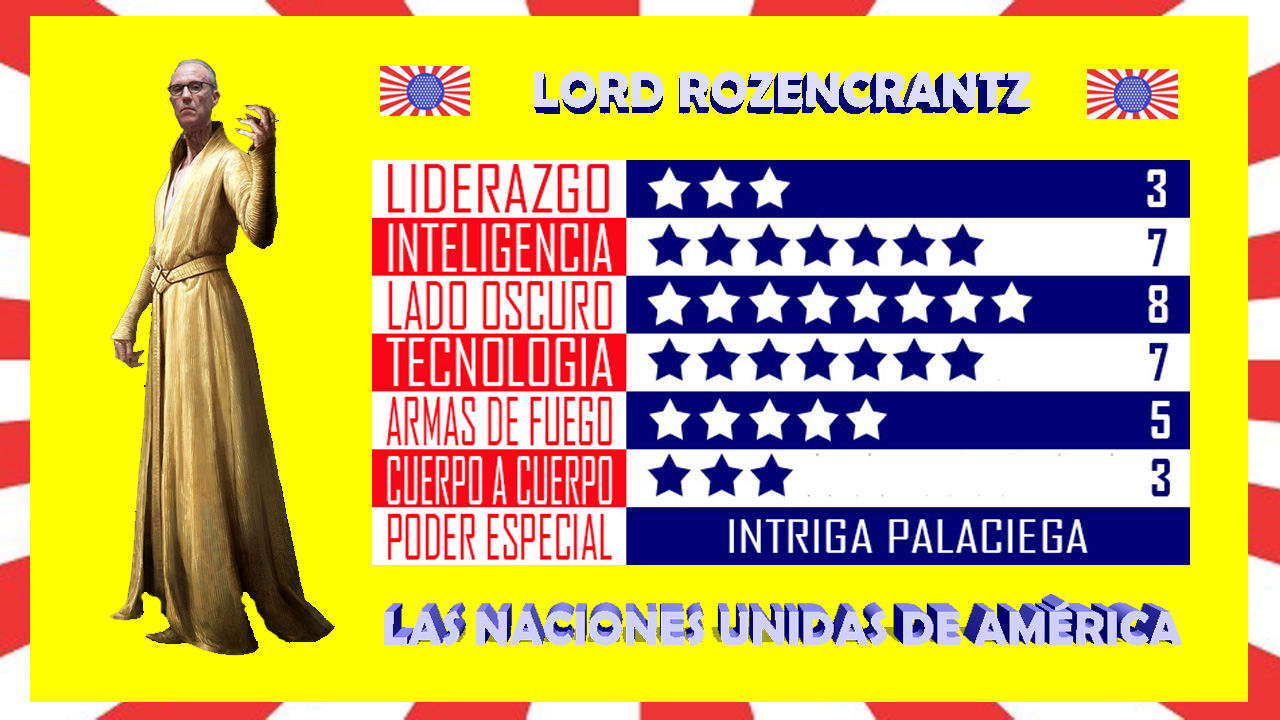 LORD ROZENCRANTZ
LIDERAZGO 3
INTELIGENCIA 7
LADO OSCURO 8
TECNOLOGIA 7
ARMAS DE FUEGO 5
CUERPO A CUERPO 3
PODER ESPECIAL INTRIGA PALACIEGA
LAS NACIONES UNIDAS DE AMÉRICA